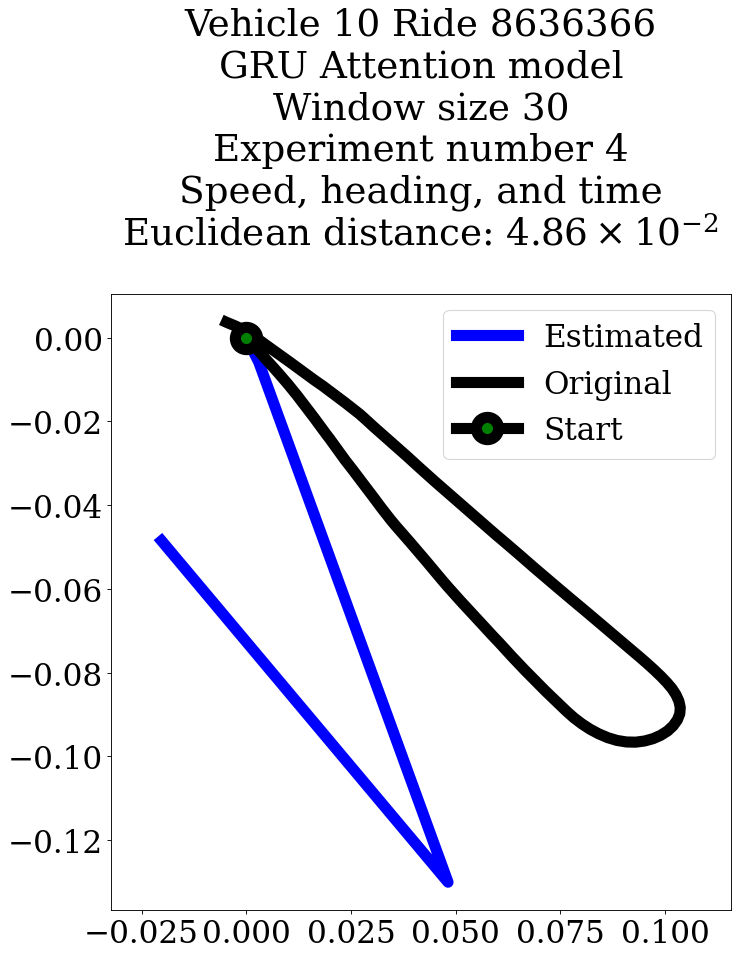 Vehicle 10 Ride 8636366
GRU Attention model
Window size 30
Experiment number 4
Speed, heading, and time
Euclidean distance: 4.86 × 10⁻²
Estimated
Original
Start
0.00
−0.02
−0.04
−0.06
−0.08
−0.10
−0.12
−0.025 0.000 0.025 0.050 0.075 0.100